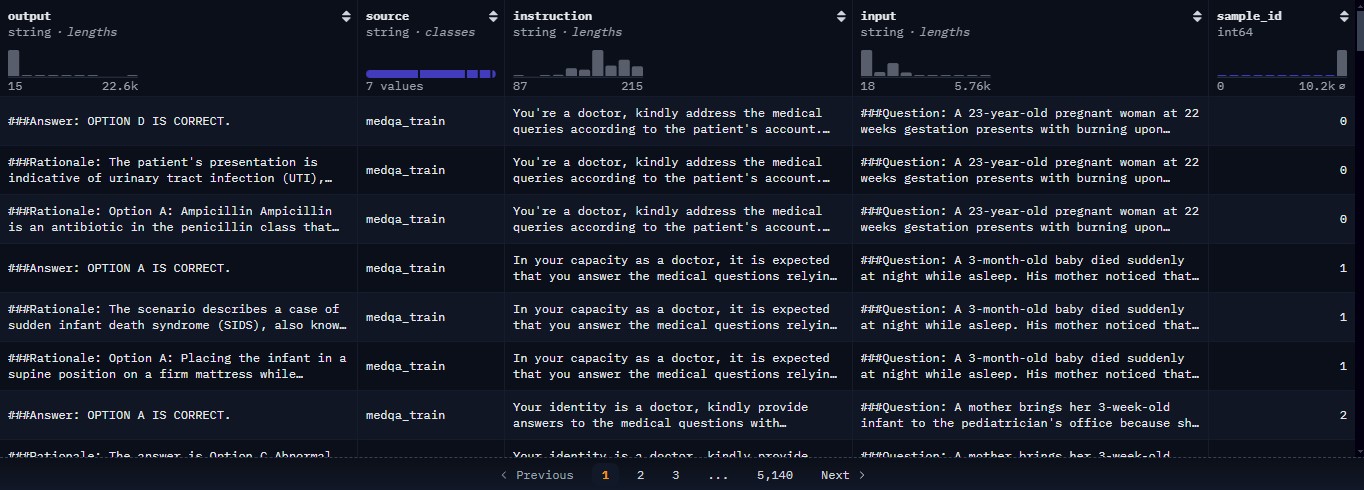 output source instruction input sample_id
string · lengths string · classes string · lengths string · lengths int64
15 22.6k 7 values 87 215 18 5.76k 0 10.2k ⌀
###Answer: OPTION D IS CORRECT.
medqa_train
You're a doctor, kindly address the medical
queries according to the patient's account.…
###Question: A 23-year-old pregnant woman at 22
weeks gestation presents with burning upon…
0
###Rationale: The patient's presentation is
indicative of urinary tract infection (UTI),…
medqa_train
You're a doctor, kindly address the medical
queries according to the patient's account.…
###Question: A 23-year-old pregnant woman at 22
weeks gestation presents with burning upon…
0
###Rationale: Option A: Ampicillin Ampicillin
is an antibiotic in the penicillin class that…
medqa_train
You're a doctor, kindly address the medical
queries according to the patient's account.…
###Question: A 23-year-old pregnant woman at 22
weeks gestation presents with burning upon…
0
###Answer: OPTION A IS CORRECT.
medqa_train
In your capacity as a doctor, it is expected
that you answer the medical questions relyin…
###Question: A 3-month-old baby died suddenly
at night while asleep. His mother noticed that…
1
###Rationale: The scenario describes a case of
sudden infant death syndrome (SIDS), also know…
medqa_train
In your capacity as a doctor, it is expected
that you answer the medical questions relyin…
###Question: A 3-month-old baby died suddenly
at night while asleep. His mother noticed that…
1
###Rationale: Option A: Placing the infant in a
supine position on a firm mattress while…
medqa_train
In your capacity as a doctor, it is expected
that you answer the medical questions relyin…
###Question: A 3-month-old baby died suddenly
at night while asleep. His mother noticed that…
1
###Answer: OPTION A IS CORRECT.
medqa_train
Your identity is a doctor, kindly provide
answers to the medical questions with…
###Question: A mother brings her 3-week-old
infant to the pediatrician's office because sh…
2
###Rationale: The answer is Option C Abnormal
Your identity is a doctor, kindly provide
###Question: A mother brings her 3-week-old
< Previous 1 2 3 ... 5,140 Next >